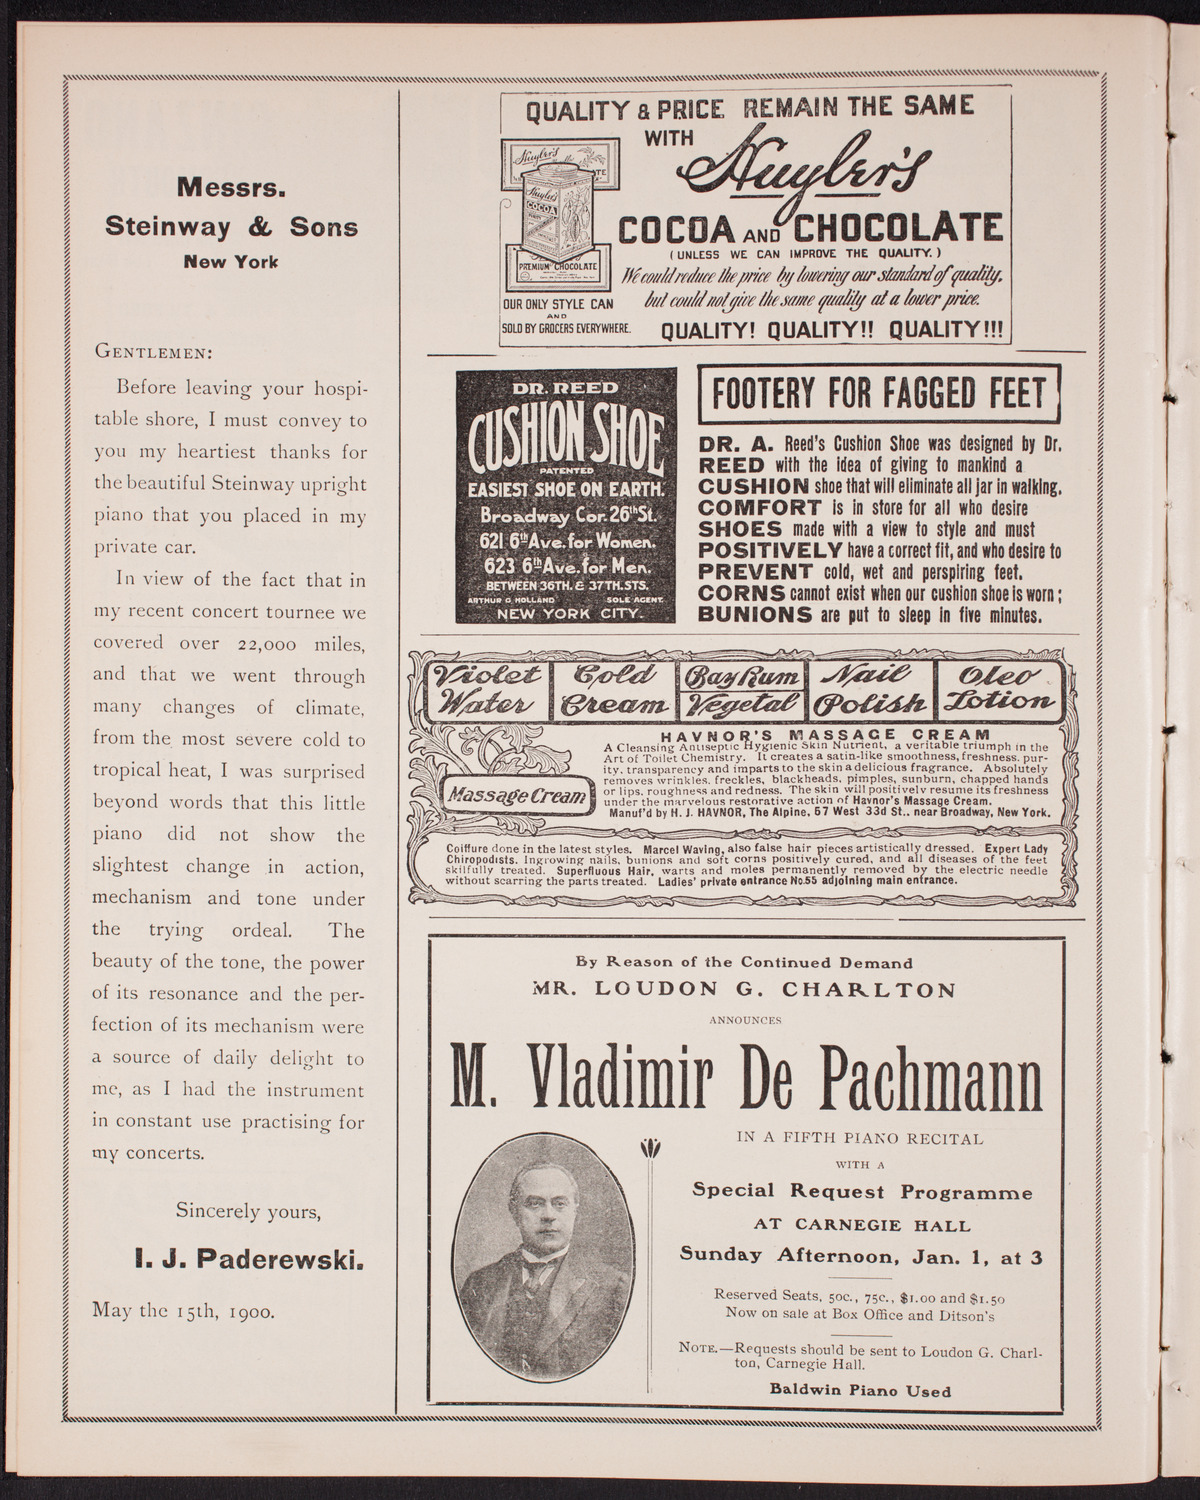 Messrs.
Steinway & Sons
New York
GENTLEMEN:
Before leaving your hospi-
table shore, I must convey to
you my heartiest thanks for
the beautiful Steinway upright
piano that you placed in my
private car.
In view of the fact that in
my recent concert tournee we
covered over 22,000 miles,
and that we went through
many changes of climate,
from the most severe cold to
tropical heat, I was surprised
beyond words that this little
piano did not show the
slightest change in action,
mechanism and tone under
the trying ordeal. The
beauty of the tone, the power
of its resonance and the per-
fection of its mechanism were
a source of daily delight to
me, as I had the instrument
in constant use practising for
my concerts.
Sincerely yours,
I. J. Paderewski.
May the 15th, 1900.
QUALITY & PRICE REMAIN THE SAME
WITH Huyler's
COCOA AND CHOCOLATE
(UNLESS WE CAN IMPROVE THE QUALITY.)
We could reduce the price by lowering our standard of quality,
but could not give the same quality at a lower price.
QUALITY! QUALITY!! QUALITY!!!
Huyler's
Huyler's
COCOA
PREMIUM CHOCOLATE
OUR ONLY STYLE CAN
AND
SOLD BY GROCERS EVERYWHERE.
DR. REED
CUSHION SHOE
PATENTED
EASIEST SHOE ON EARTH.
Broadway Cor. 26th St.
621 6th Ave. for Women.
623 6th Ave. for Men.
BETWEEN 36TH. & 37TH. STS.
ARTHUR G HOLLAND SOLE AGENT.
NEW YORK CITY.
FOOTERY FOR FAGGED FEET
DR. A. Reed's Cushion Shoe was designed by Dr.
REED with the idea of giving to mankind a
CUSHION shoe that will eliminate all jar in walking.
COMFORT is in store for all who desire
SHOES made with a view to style and must
POSITIVELY have a correct fit, and who desire to
PREVENT cold, wet and perspiring feet.
CORNS cannot exist when our cushion shoe is worn;
BUNIONS are put to sleep in five minutes.
Violet Water
Cold Cream
Bay Rum
Vegetal
Nail Polish
Oleo Lotion
Massage Cream
HAVNOR'S MASSAGE CREAM
A Cleansing Antiseptic Hygienic Skin Nutrient, a veritable triumph in the
Art of Toilet Chemistry. It creates a satin-like smoothness, freshness, pur-
ity, transparency and imparts to the skin a delicious fragrance. Absolutely
removes wrinkles, freckles, blackheads, pimples, sunburn, chapped hands
or lips, roughness and redness. The skin will positively resume its freshness
under the marvelous restorative action of Havnor's Massage Cream.
Manuf'd by H. J. HAVNOR, The Alpine, 57 West 33d St., near Broadway, New York.
Coiffure done in the latest styles. Marcel Waving, also false hair pieces artistically dressed. Expert Lady
Chiropodists. Ingrowing nails, bunions and soft corns positively cured, and all diseases of the feet
skilfully treated. Superfluous Hair, warts and moles permanently removed by the electric needle
without scarring the parts treated. Ladies' private entrance No.55 adjoining main entrance.
By Reason of the Continued Demand
MR. LOUDON G. CHARLTON
ANNOUNCES
M. Vladimir De Pachmann
IN A FIFTH PIANO RECITAL
WITH A
Special Request Programme
AT CARNEGIE HALL
Sunday Afternoon, Jan. 1, at 3
Reserved Seats, 50c., 75c., $1.00 and $1.50
Now on sale at Box Office and Ditson's
NOTE.—Requests should be sent to Loudon G. Charl-
ton, Carnegie Hall.
Baldwin Piano Used